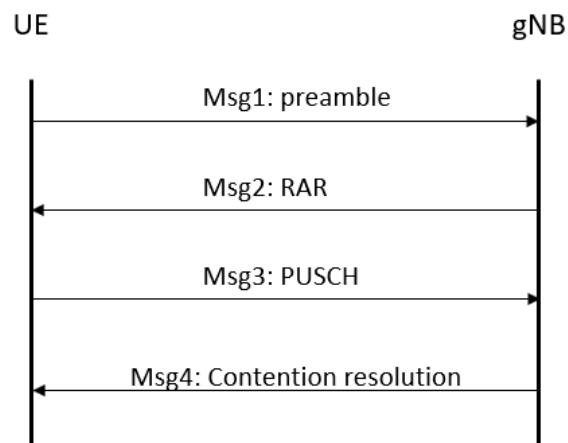 UE
gNB
Msg1: preamble
Msg2: RAR
Msg3: PUSCH
Msg4: Contention resolution